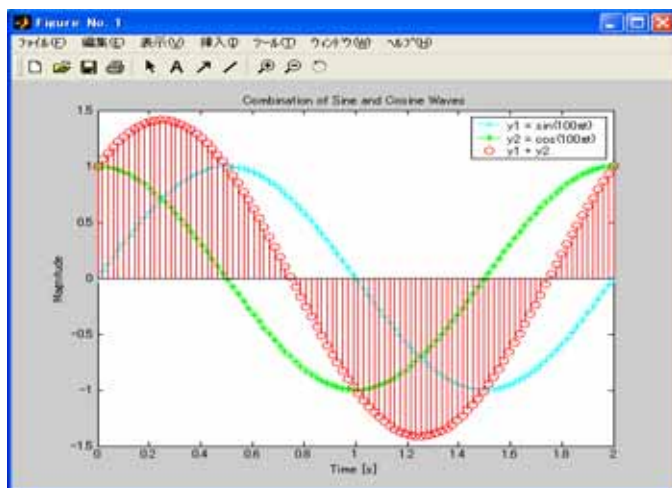 Figure No. 1
ファイル(F) 編集(E) 表示(V) 挿入(I) ツール(T) ウィンドウ(W) ヘルプ(H)
A
Combination of Sine and Cosine Waves
y1 = sin(100πt)
y2 = cos(100πt)
y1 + y2
1.5
1
0.5
0
-0.5
-1
-1.5
Magnitude
0 0.2 0.4 0.6 0.8 1 1.2 1.4 1.6 1.8 2
Time [s]